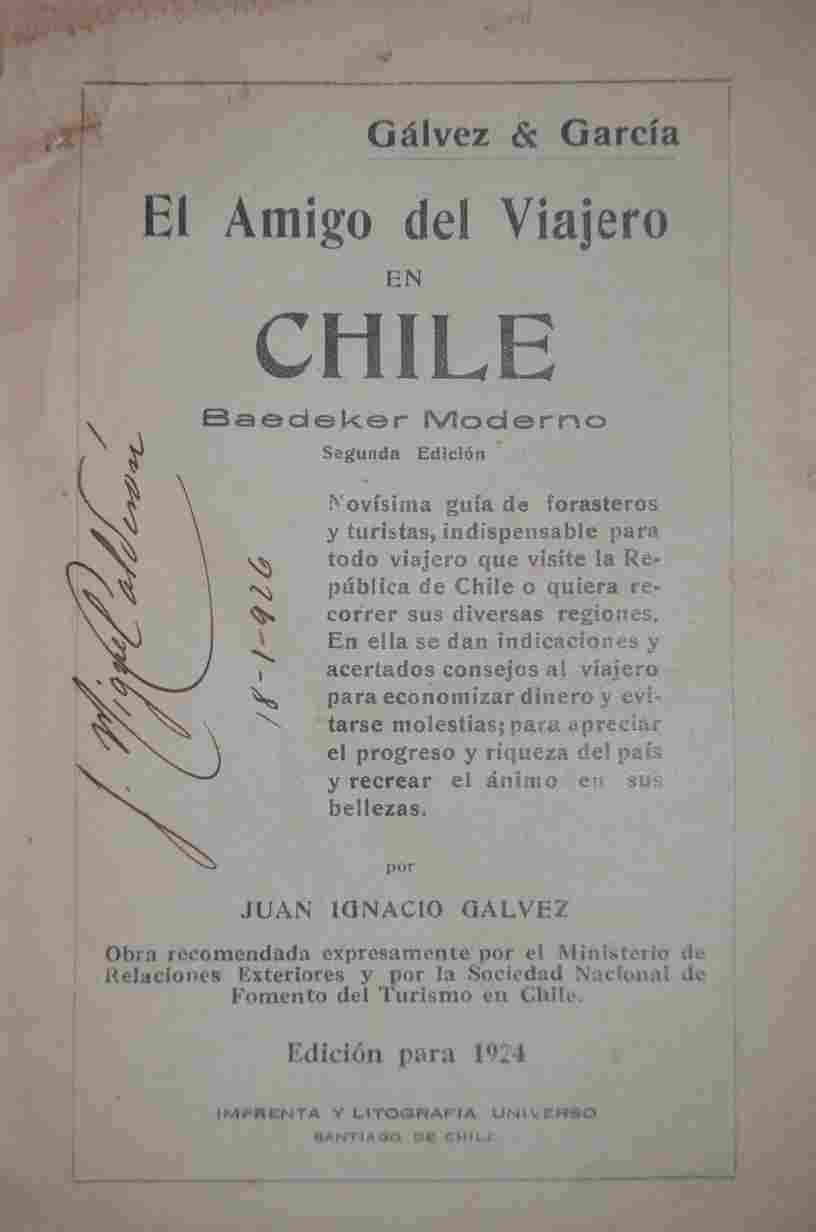 Gálvez & García
El Amigo del Viajero
EN
CHILE
Baedeker Moderno
Segunda Edición
Novísima guía de forasteros
y turistas, indispensable para
todo viajero que visite la Re-
pública de Chile o quiera re-
correr sus diversas regiones.
En ella se dan indicaciones y
acertados consejos al viajero
para economizar dinero y evi-
tarse molestias; para apreciar
el progreso y riqueza del país
y recrear el ánimo en sus
bellezas.
J. Miguel Calderón
18-1-926
por
JUAN IGNACIO GALVEZ
Obra recomendada expresamente por el Ministerio de
Relaciones Exteriores y por la Sociedad Nacional de
Fomento del Turismo en Chile.
Edición para 1924
IMPRENTA Y LITOGRAFIA UNIVERSO
SANTIAGO DE CHILE